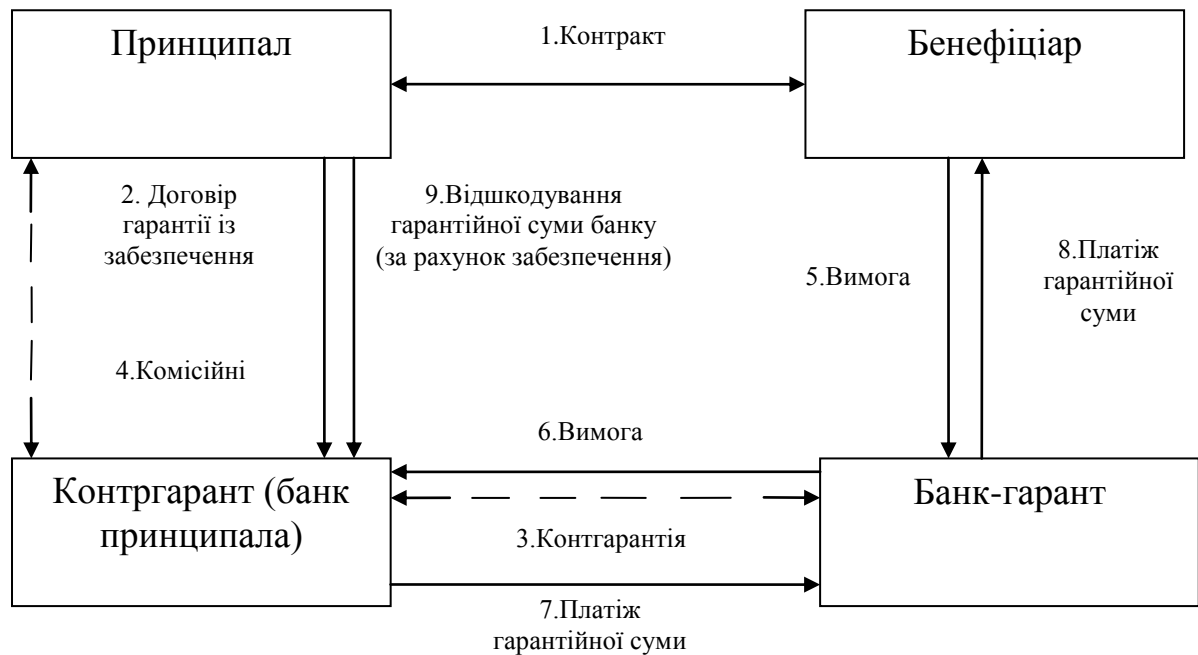 Принципал
1.Контракт
Бенефіціар
2. Договір
гарантії із
забезпечення
9.Відшкодування
гарантійної суми банку
(за рахунок забезпечення)
5.Вимога
8.Платіж
гарантійної
суми
4.Комісійні
6.Вимога
Контргарант (банк
принципала)
Банк-гарант
3.Контгарантія
7.Платіж
гарантійної суми